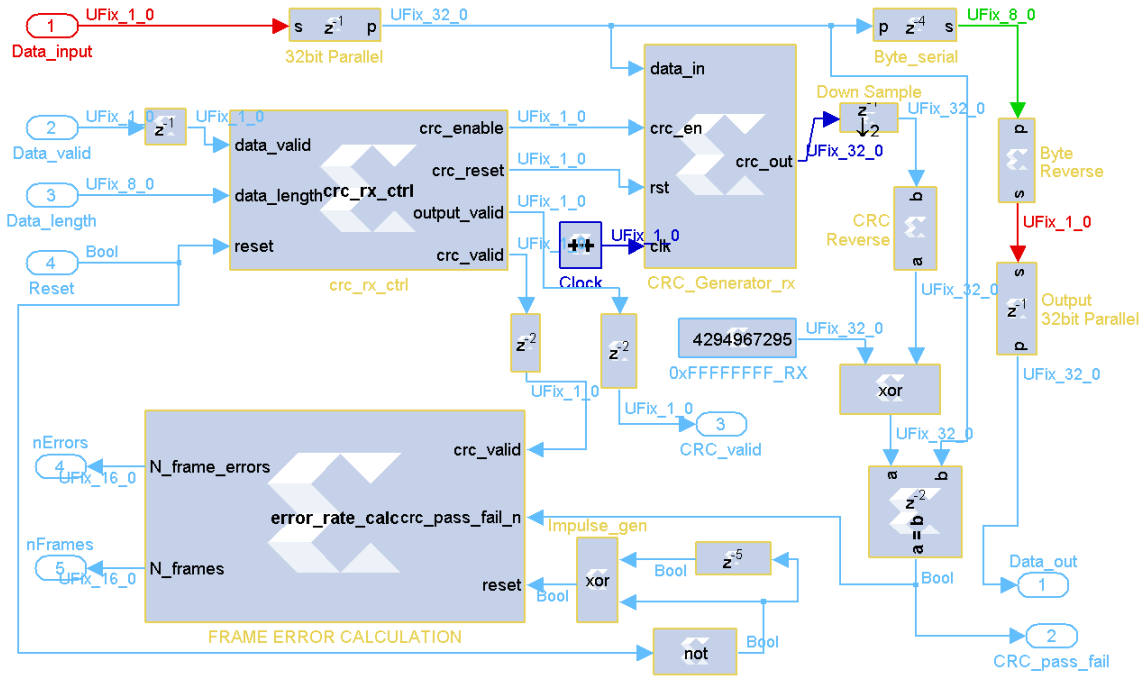 1
Data_input
UFix_1_0
s z-1 p
32bit Parallel
UFix_32_0
p z-4 s
Byte_serial
UFix_8_0
2
Data_valid
UFix_1_0
z-1
UFix_1_0
3
Data_length
UFix_8_0
4
Reset
Bool
data_valid
data_length
reset
crc_rx_ctrl
crc_enable
crc_reset
output_valid
crc_valid
crc_rx_ctrl
UFix_1_0
UFix_1_0
UFix_1_0
UFix_1_0
Clock
UFix_1_0
data_in
crc_en
rst
clk
crc_out
CRC_Generator_rx
UFix_32_0
Down Sample
z-1
↓2
UFix_32_0
b
a
CRC
Reverse
UFix_32_0
p
s
Byte
Reverse
UFix_1_0
s
z-1
p
Output
32bit Parallel
UFix_32_0
z-2
UFix_1_0
z-2
UFix_1_0
3
CRC_valid
4294967295
0xFFFFFFFF_RX
UFix_32_0
xor
UFix_32_0
a b
z-2
a = b
Bool
nErrors
4
UFix_16_0
nFrames
5
UFix_16_0
N_frame_errors
N_frames
error_rate_calc
crc_valid
crc_pass_fail_n
reset
FRAME ERROR CALCULATION
Impulse_gen
xor
Bool
Bool
z-5
not
Bool
Data_out
1
2
CRC_pass_fail